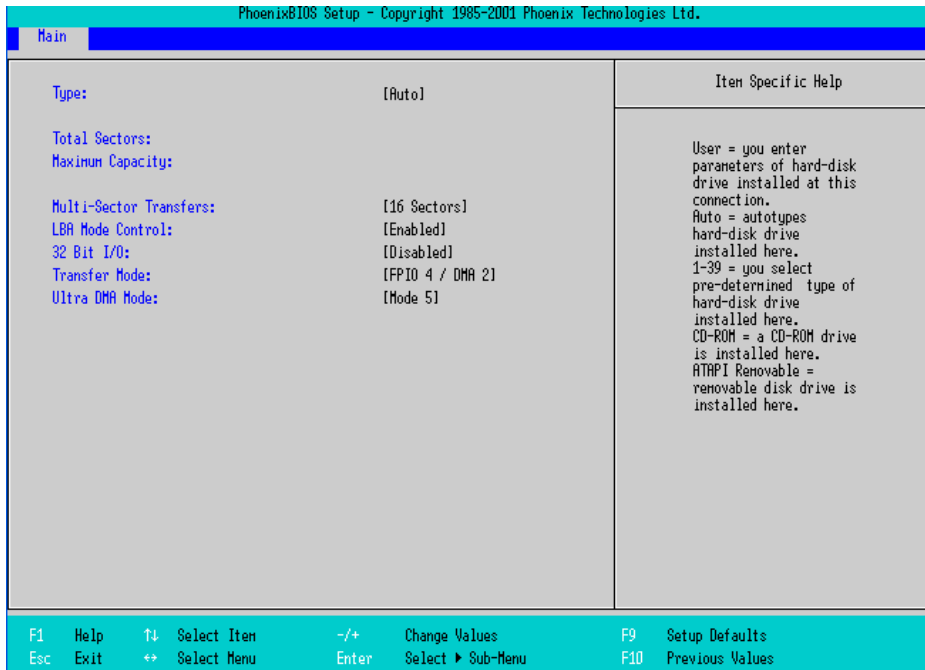 PhoenixBIOS Setup - Copyright 1985-2001 Phoenix Technologies Ltd.
Main
Type: [Auto]
Total Sectors:
Maximum Capacity:
Multi-Sector Transfers: [16 Sectors]
LBA Mode Control: [Enabled]
32 Bit I/O: [Disabled]
Transfer Mode: [FPIO 4 / DMA 2]
Ultra DMA Mode: [Mode 5]
Item Specific Help
User = you enter
parameters of hard-disk
drive installed at this
connection.
Auto = autotypes
hard-disk drive
installed here.
1-39 = you select
pre-determined type of
hard-disk drive
installed here.
CD-ROM = a CD-ROM drive
is installed here.
ATAPI Removable =
removable disk drive is
installed here.
F1 Help ↑↓ Select Item -/+ Change Values F9 Setup Defaults
Esc Exit ↔ Select Menu Enter Select ▶ Sub-Menu F10 Previous Values